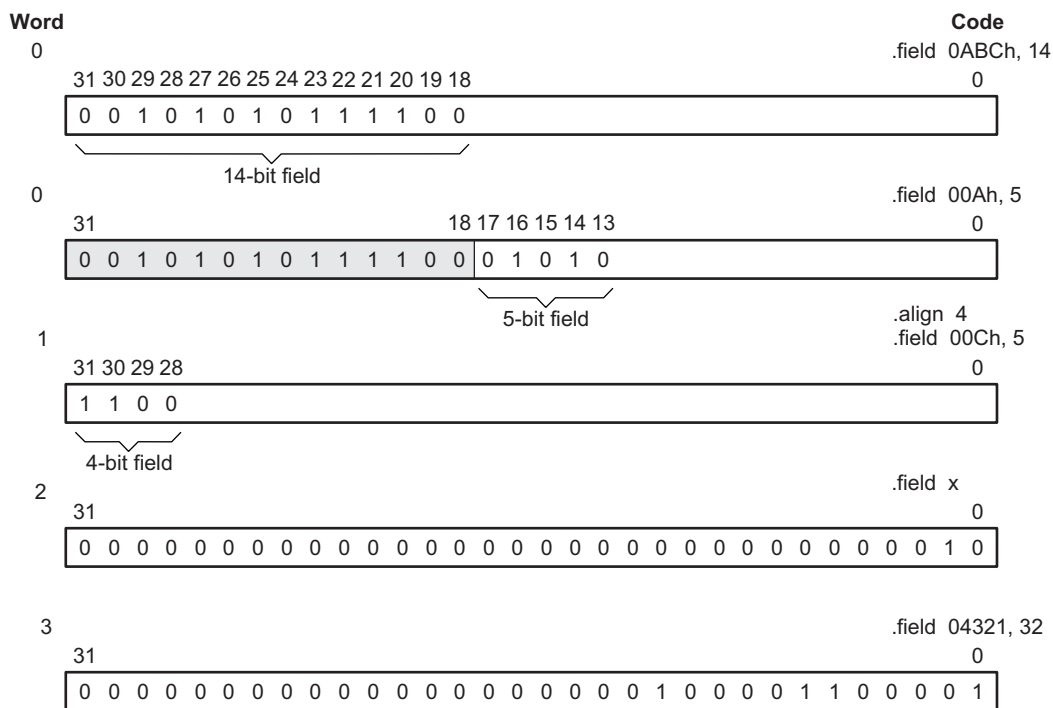 Word Code
0 .field 0ABCh, 14
31 30 29 28 27 26 25 24 23 22 21 20 19 18 0
0 0 1 0 1 0 1 0 1 1 1 1 0 0
14-bit field
0 .field 00Ah, 5
31 18 17 16 15 14 13 0
0 0 1 0 1 0 1 0 1 1 1 1 0 0 0 1 0 1 0
5-bit field
.align 4
1 .field 00Ch, 5
31 30 29 28 0
1 1 0 0
4-bit field
2 .field x
31 0
0 0 0 0 0 0 0 0 0 0 0 0 0 0 0 0 0 0 0 0 0 0 0 0 0 0 0 0 0 0 1 0
3 .field 04321, 32
31 0
0 0 0 0 0 0 0 0 0 0 0 0 0 0 0 0 0 0 0 0 1 0 0 0 0 1 1 0 0 0 0 1